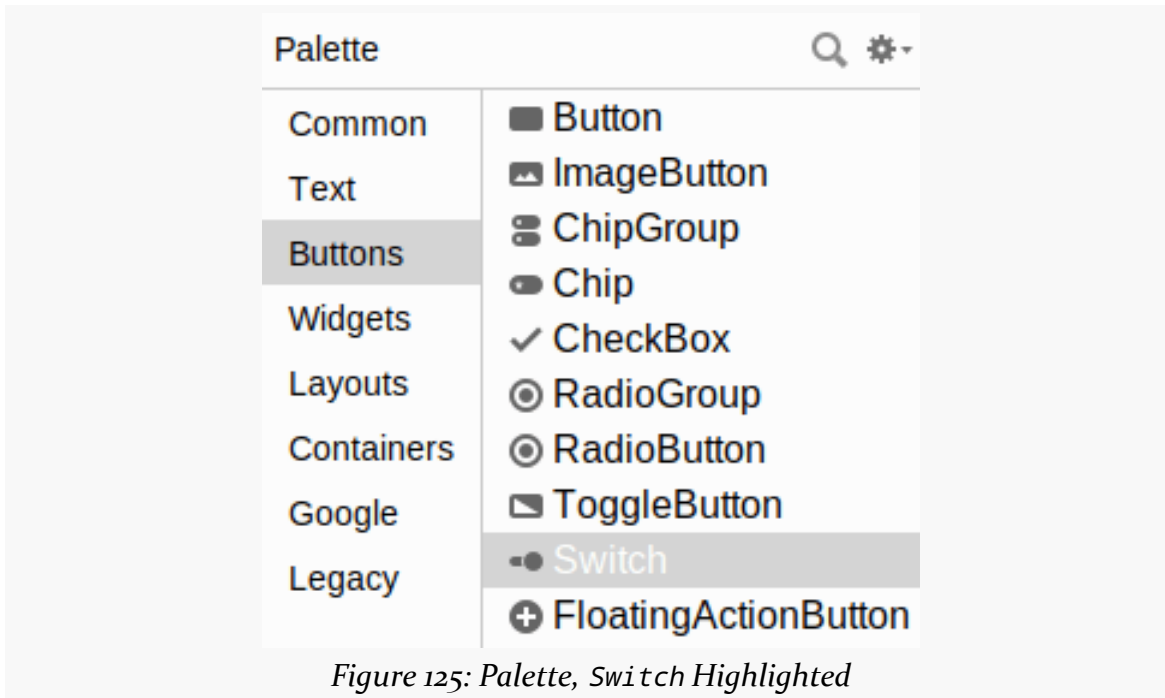 Palette
Common
Text
Buttons
Widgets
Layouts
Containers
Google
Legacy
Button
ImageButton
ChipGroup
Chip
CheckBox
RadioGroup
RadioButton
ToggleButton
Switch
FloatingActionButton
Figure 125: Palette, Switch Highlighted